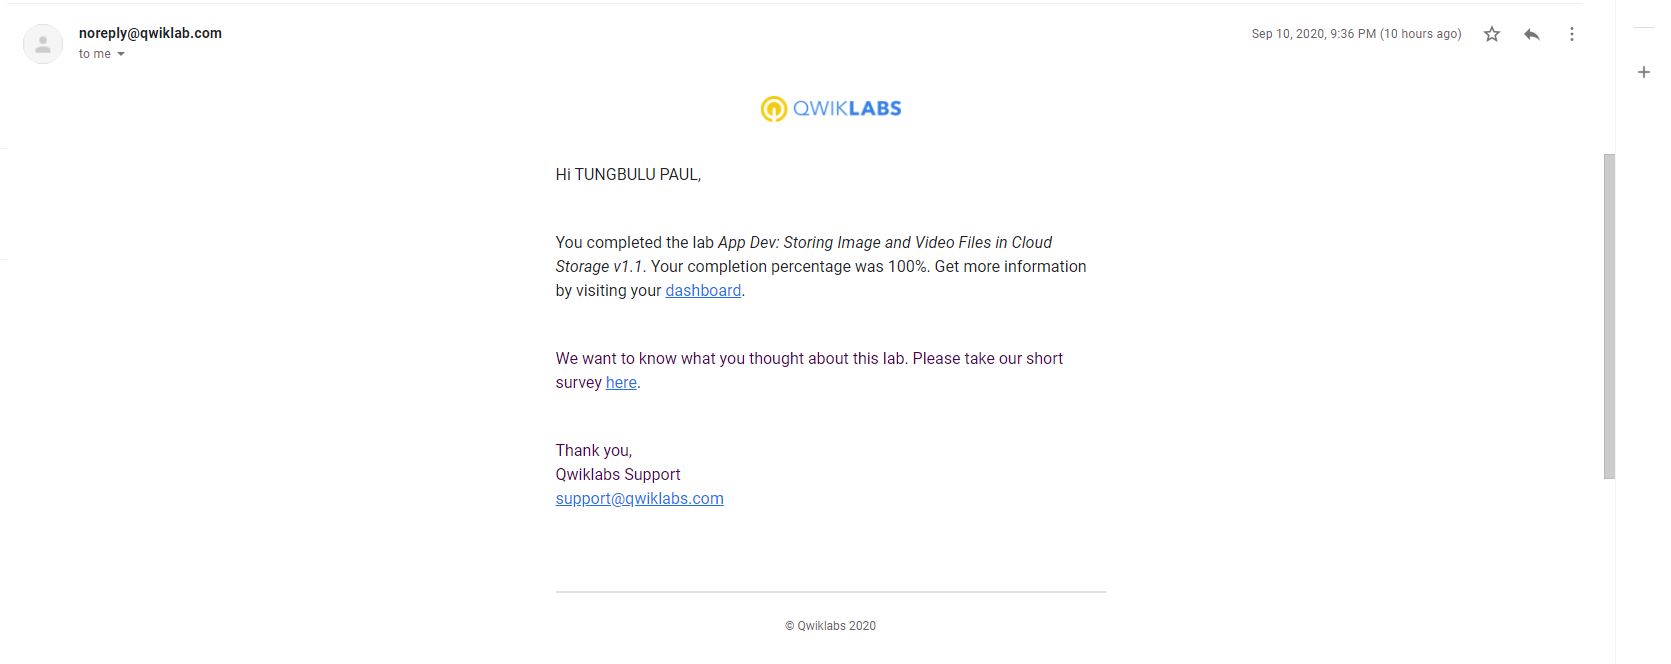 noreply@qwiklab.com
Sep 10, 2020, 9:36 PM (10 hours ago)
to me
QWIKLABS
Hi TUNGBULU PAUL,
You completed the lab App Dev: Storing Image and Video Files in Cloud
Storage v1.1. Your completion percentage was 100%. Get more information
by visiting your dashboard.
We want to know what you thought about this lab. Please take our short
survey here.
Thank you,
Qwiklabs Support
support@qwiklabs.com
© Qwiklabs 2020